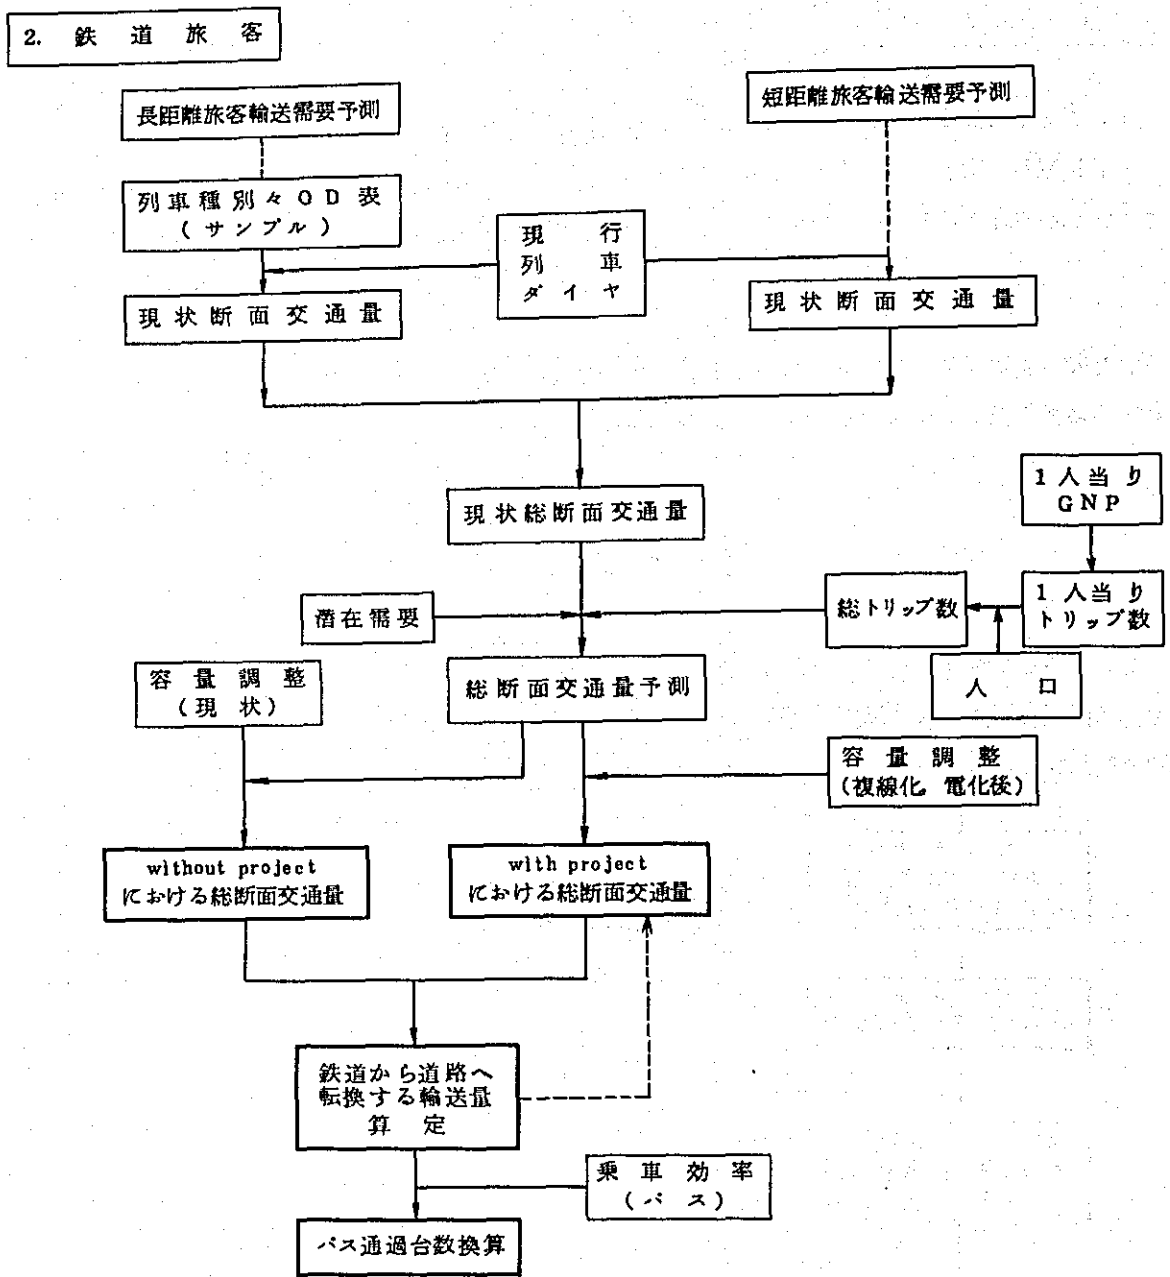 2. 鉄道旅客
長距離旅客輸送需要予測
短距離旅客輸送需要予測
列車種別々OD表
(サンプル)
現行
列車
ダイヤ
現状断面交通量
現状断面交通量
現状総断面交通量
1人当り
GNP
潜在需要
総トリップ数
1人当り
トリップ数
容量調整
(現状)
総断面交通量予測
人口
容量調整
(複線化,電化後)
without project
における総断面交通量
with project
における総断面交通量
鉄道から道路へ
転換する輸送量
算定
乗車効率
(バス)
バス通過台数換算